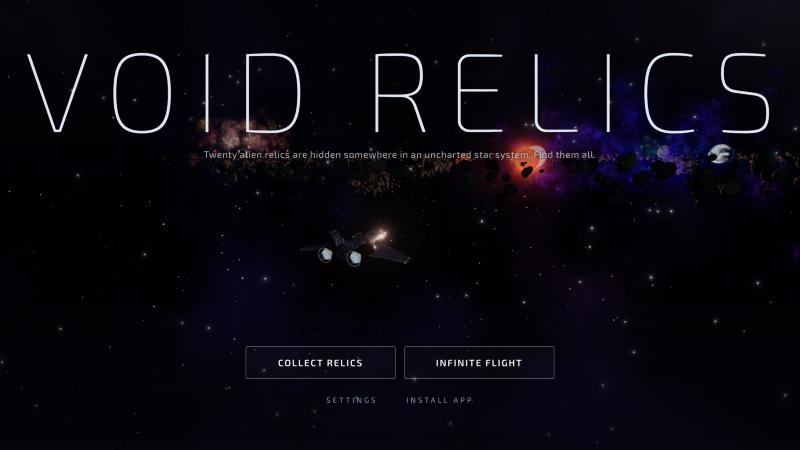 VOID RELICS
Twenty alien relics are hidden somewhere in an uncharted star system. Find them all.
COLLECT RELICS
INFINITE FLIGHT
SETTINGS
INSTALL APP